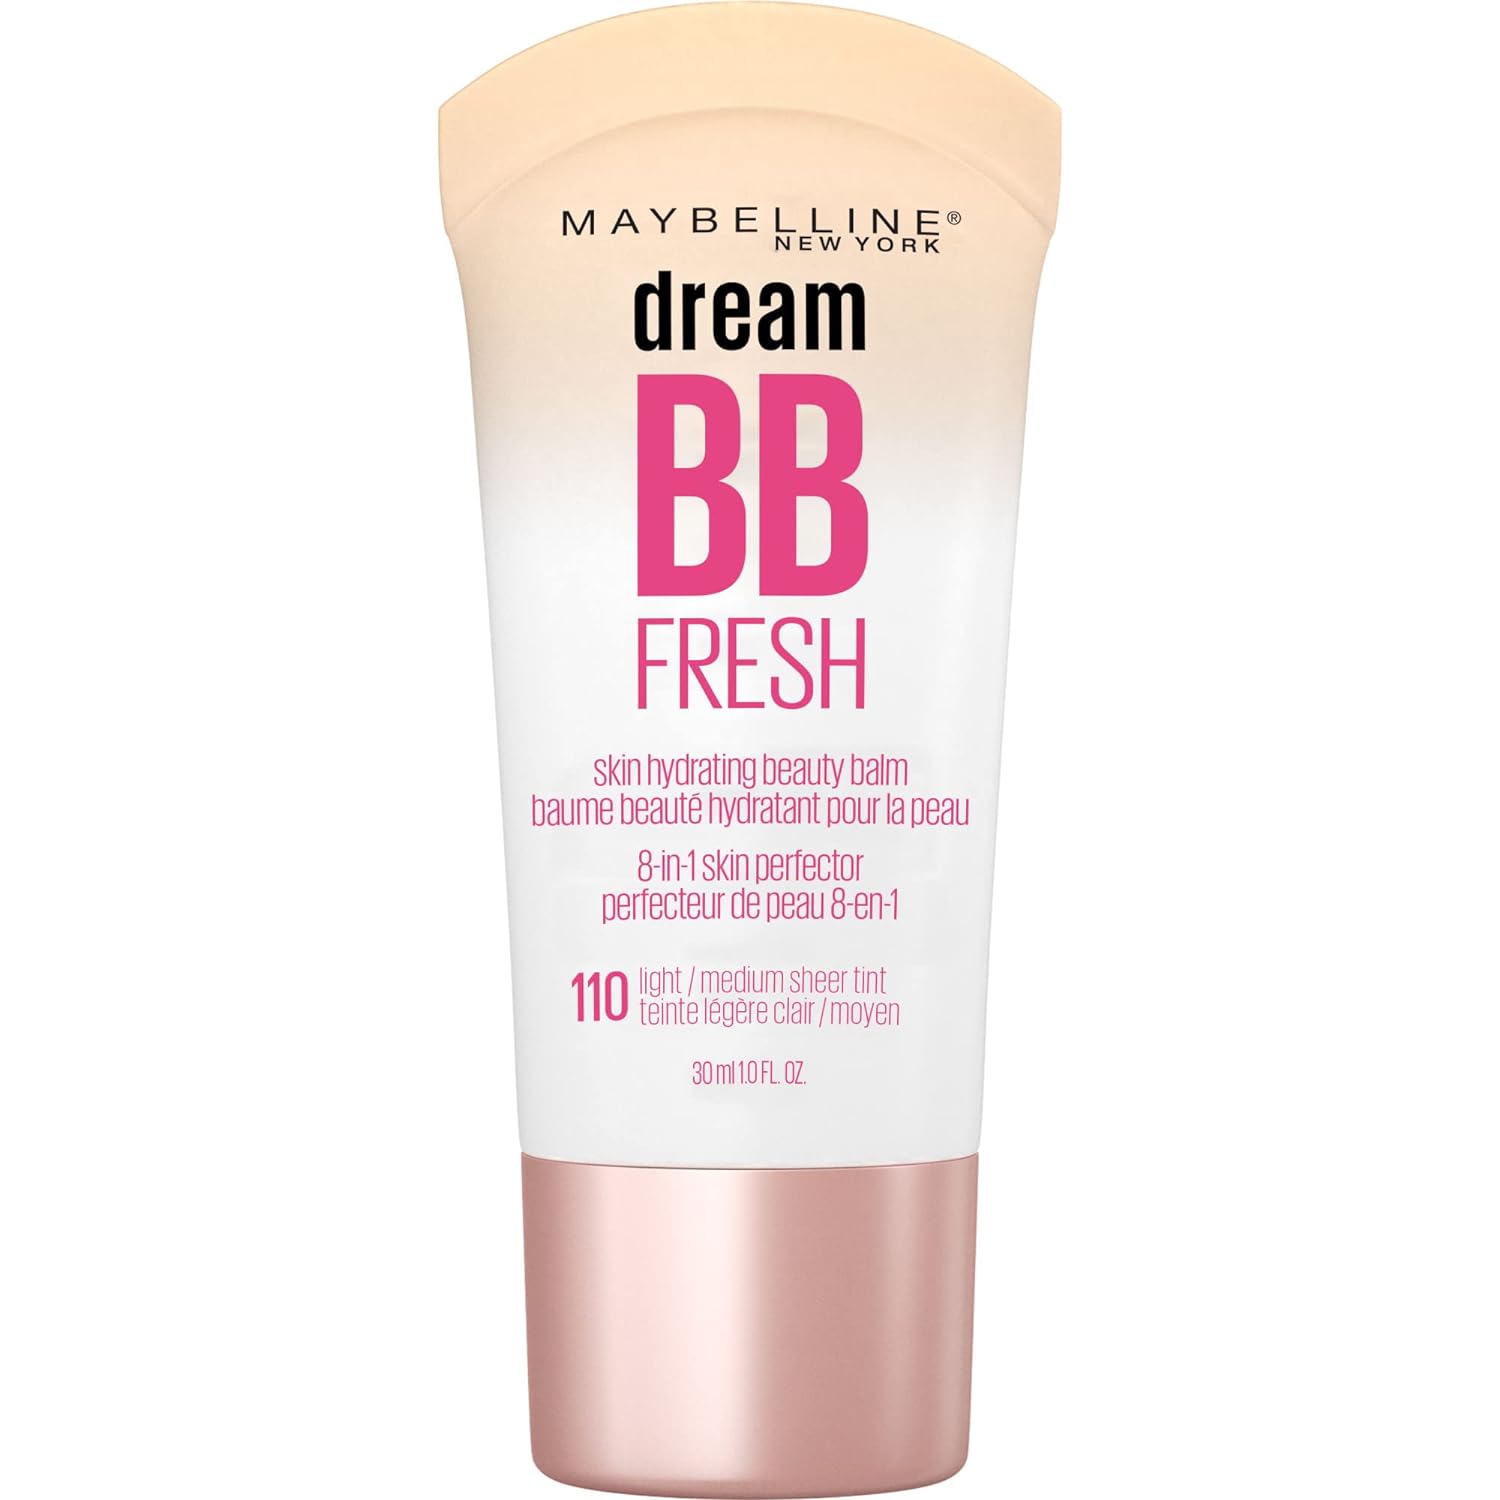 MAYBELLINE®
NEW YORK
dream
BB
FRESH
skin hydrating beauty balm
baume beauté hydratant pour la peau
8-in-1 skin perfector
perfecteur de peau 8-en-1
110 light / medium sheer tint
teinte légère clair / moyen
30 ml 1.0 FL. OZ.